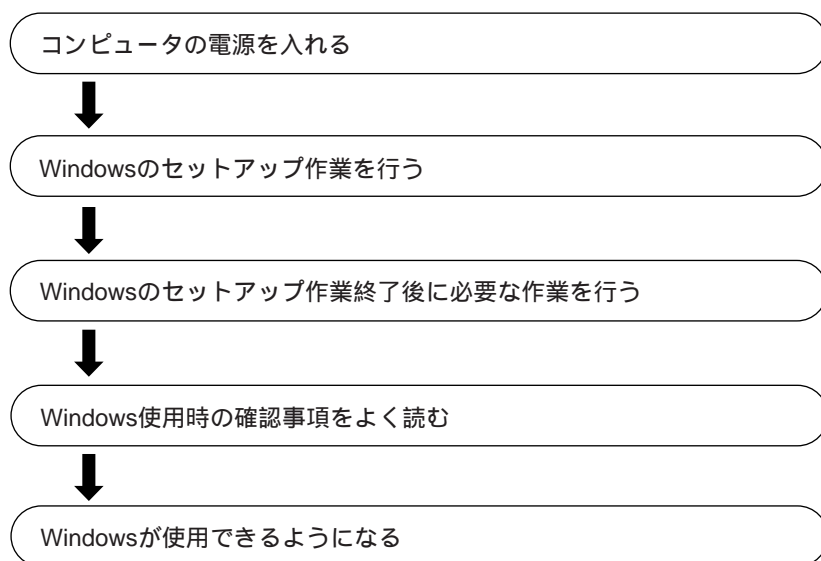 コンピュータの電源を入れる
Windowsのセットアップ作業を行う
Windowsのセットアップ作業終了後に必要な作業を行う
Windows使用時の確認事項をよく読む
Windowsが使用できるようになる